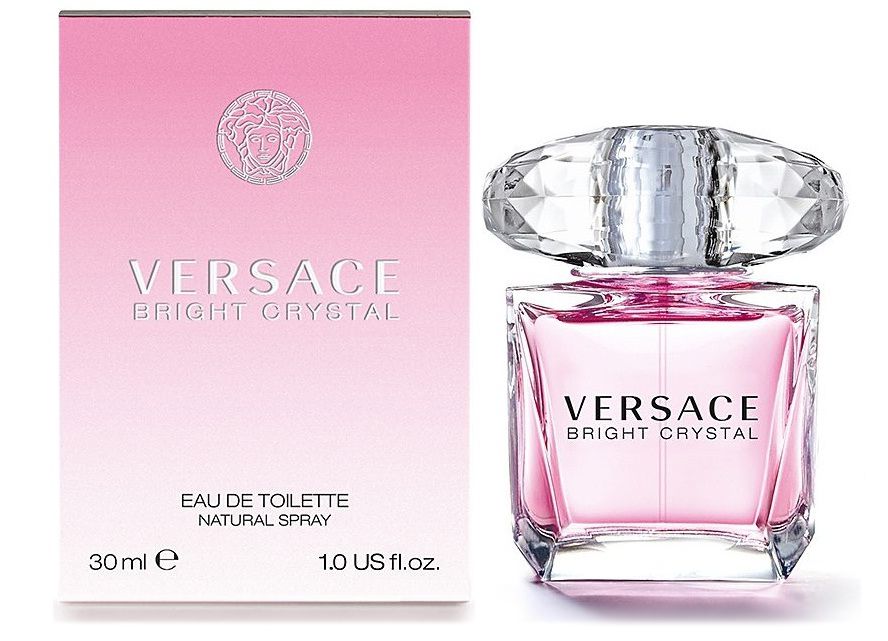 VERSACE
BRIGHT CRYSTAL
EAU DE TOILETTE
NATURAL SPRAY
30 ml ℮ 1.0 US fl.oz.
VERSACE
BRIGHT CRYSTAL